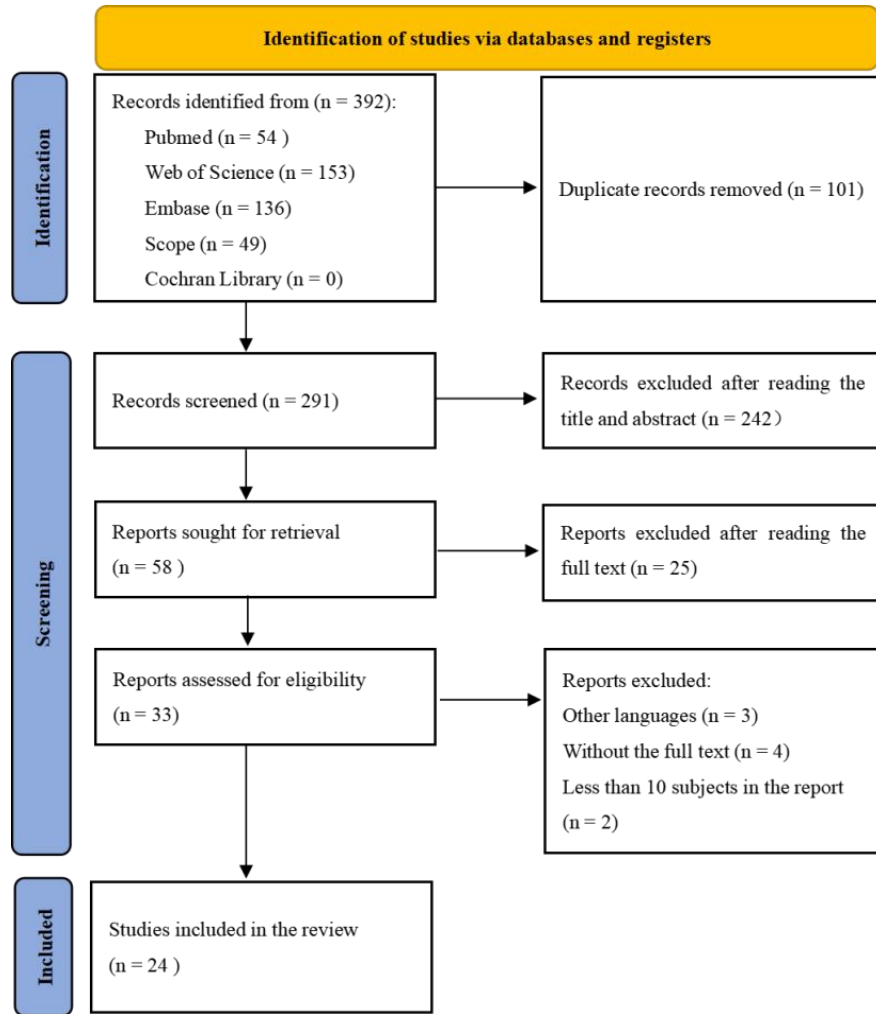 Identification of studies via databases and registers
Identification
Records identified from (n = 392):
Pubmed (n = 54 )
Web of Science (n = 153)
Embase (n = 136)
Scope (n = 49)
Cochran Library (n = 0)
Duplicate records removed (n = 101)
Screening
Records screened (n = 291)
Records excluded after reading the
title and abstract (n = 242）
Reports sought for retrieval
(n = 58 )
Reports excluded after reading the
full text (n = 25)
Reports assessed for eligibility
(n = 33)
Reports excluded:
Other languages (n = 3)
Without the full text (n = 4)
Less than 10 subjects in the report
(n = 2)
Included
Studies included in the review
(n = 24 )